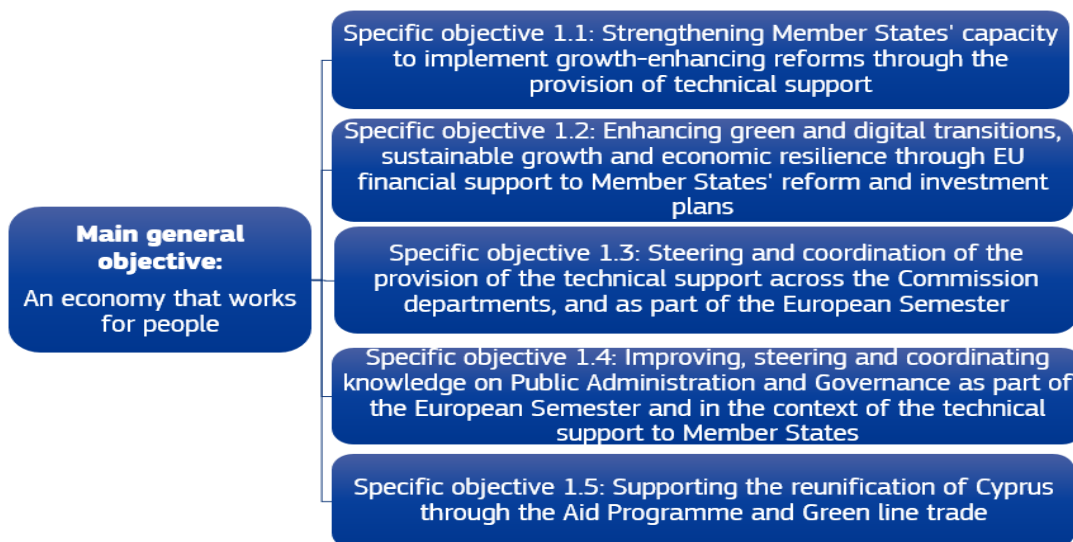 Main general
objective:
An economy that works
for people
Specific objective 1.1: Strengthening Member States' capacity
to implement growth-enhancing reforms through the
provision of technical support
Specific objective 1.2: Enhancing green and digital transitions,
sustainable growth and economic resilience through EU
financial support to Member States' reform and investment
plans
Specific objective 1.3: Steering and coordination of the
provision of the technical support across the Commission
departments, and as part of the European Semester
Specific objective 1.4: Improving, steering and coordinating
knowledge on Public Administration and Governance as part of
the European Semester and in the context of the technical
support to Member States
Specific objective 1.5: Supporting the reunification of Cyprus
through the Aid Programme and Green line trade